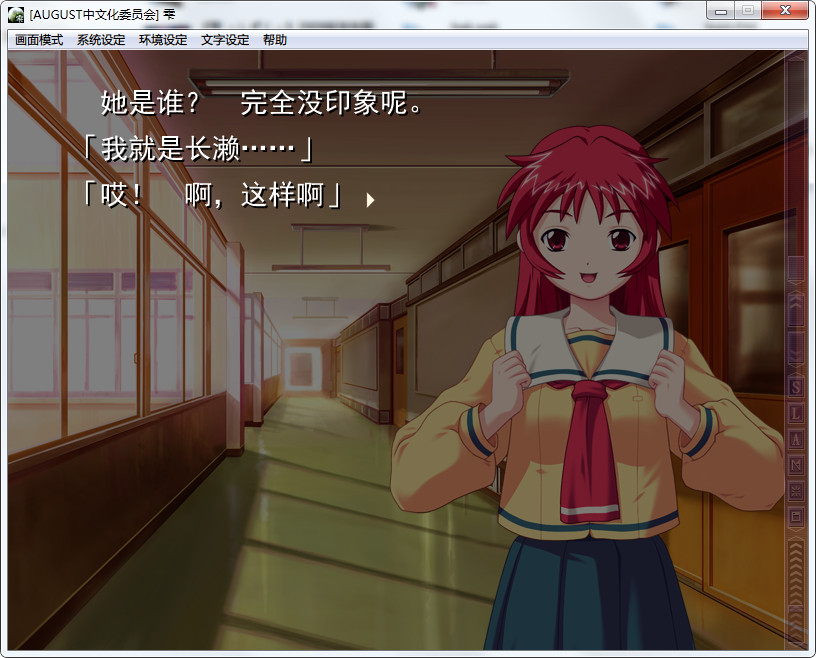 [AUGUST中文化委员会] 雫
画面模式 系统设定 环境设定 文字设定 帮助
她是谁？　完全没印象呢。
「我就是长濑……」
「哎！　啊，这样啊」
S
L
A